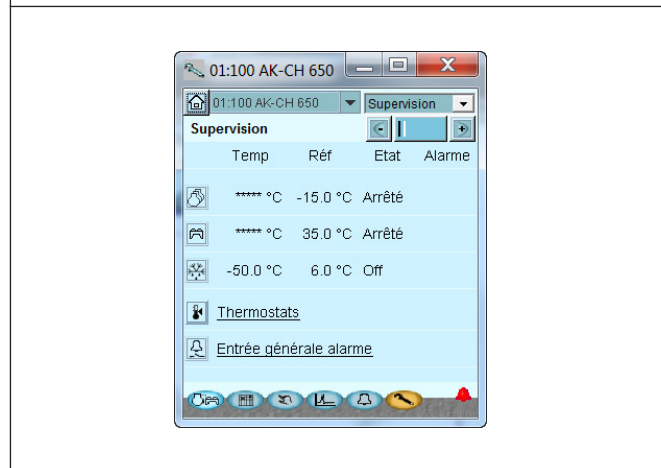 01:100 AK-CH 650
01:100 AK-CH 650 Supervision
Supervision
Temp Réf Etat Alarme
***** °C -15.0 °C Arrêté
***** °C 35.0 °C Arrêté
-50.0 °C 6.0 °C Off
Thermostats
Entrée générale alarme